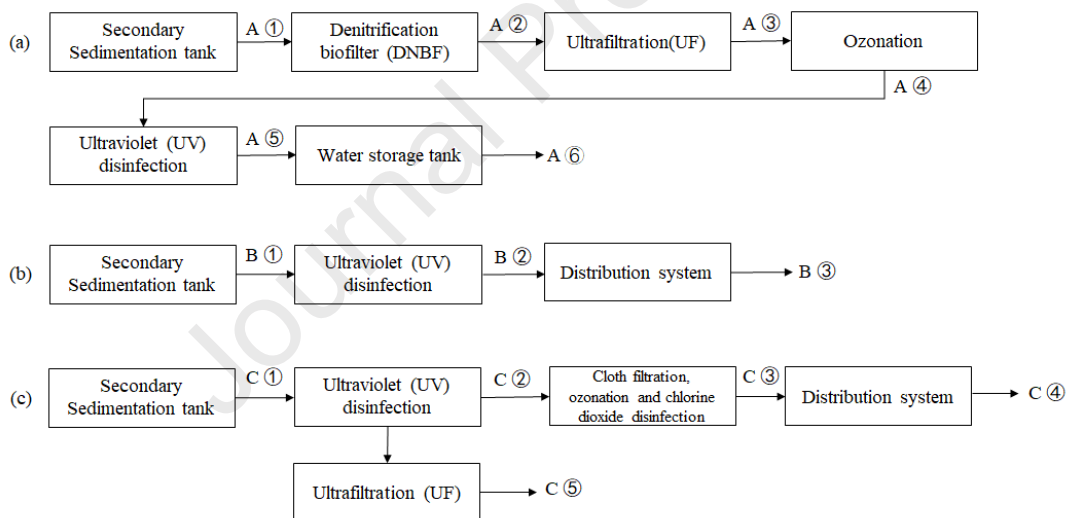 (a)
Secondary
Sedimentation tank
A ①
Denitrification
biofilter (DNBF)
A ②
Ultrafiltration(UF)
A ③
Ozonation
A ④
Ultraviolet (UV)
disinfection
A ⑤
Water storage tank
A ⑥
(b)
Secondary
Sedimentation tank
B ①
Ultraviolet (UV)
disinfection
B ②
Distribution system
B ③
(c)
Secondary
Sedimentation tank
C ①
Ultraviolet (UV)
disinfection
C ②
Cloth filtration,
ozonation and chlorine
dioxide disinfection
C ③
Distribution system
C ④
Ultrafiltration (UF)
C ⑤
Journal Pr